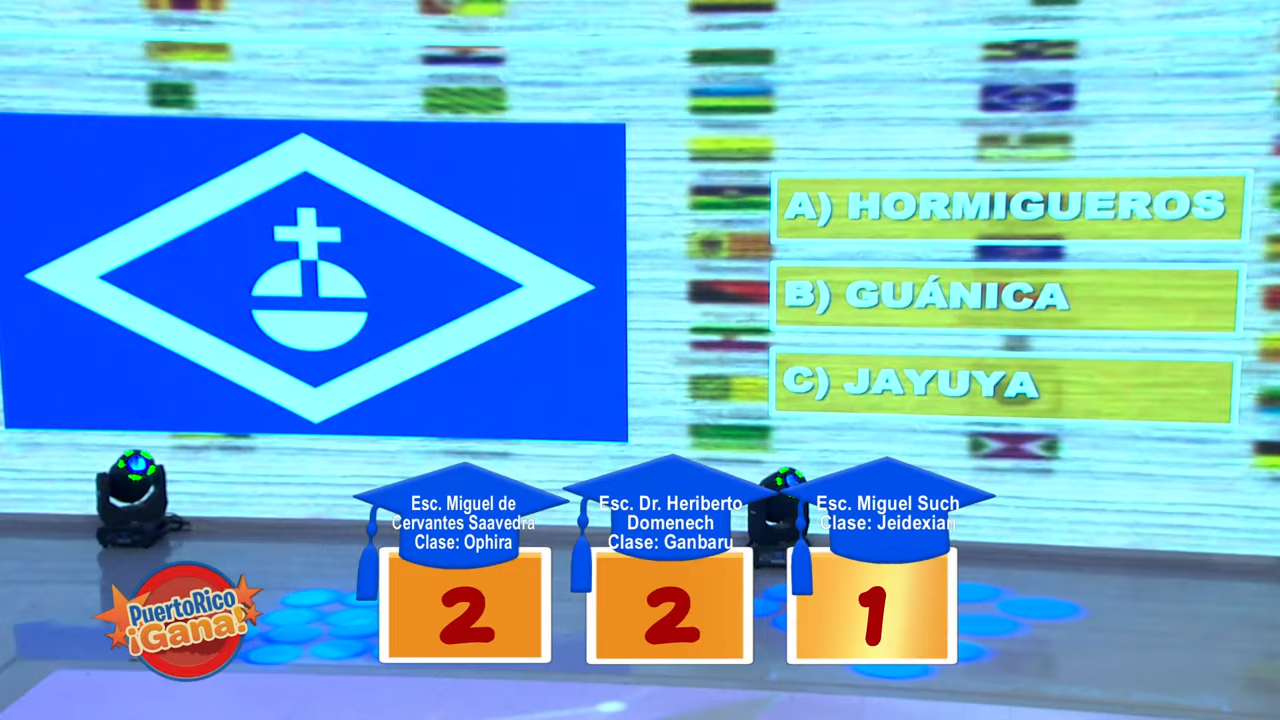 A) HORMIGUEROS
B) GUÁNICA
C) JAYUYA
Esc. Miguel de
Cervantes Saavedra
Clase: Ophira
2
Esc. Dr. Heriberto
Domenech
Clase: Ganbaru
2
Esc. Miguel Such
Clase: Jeidexian
1
PuertoRico
¡Gana!